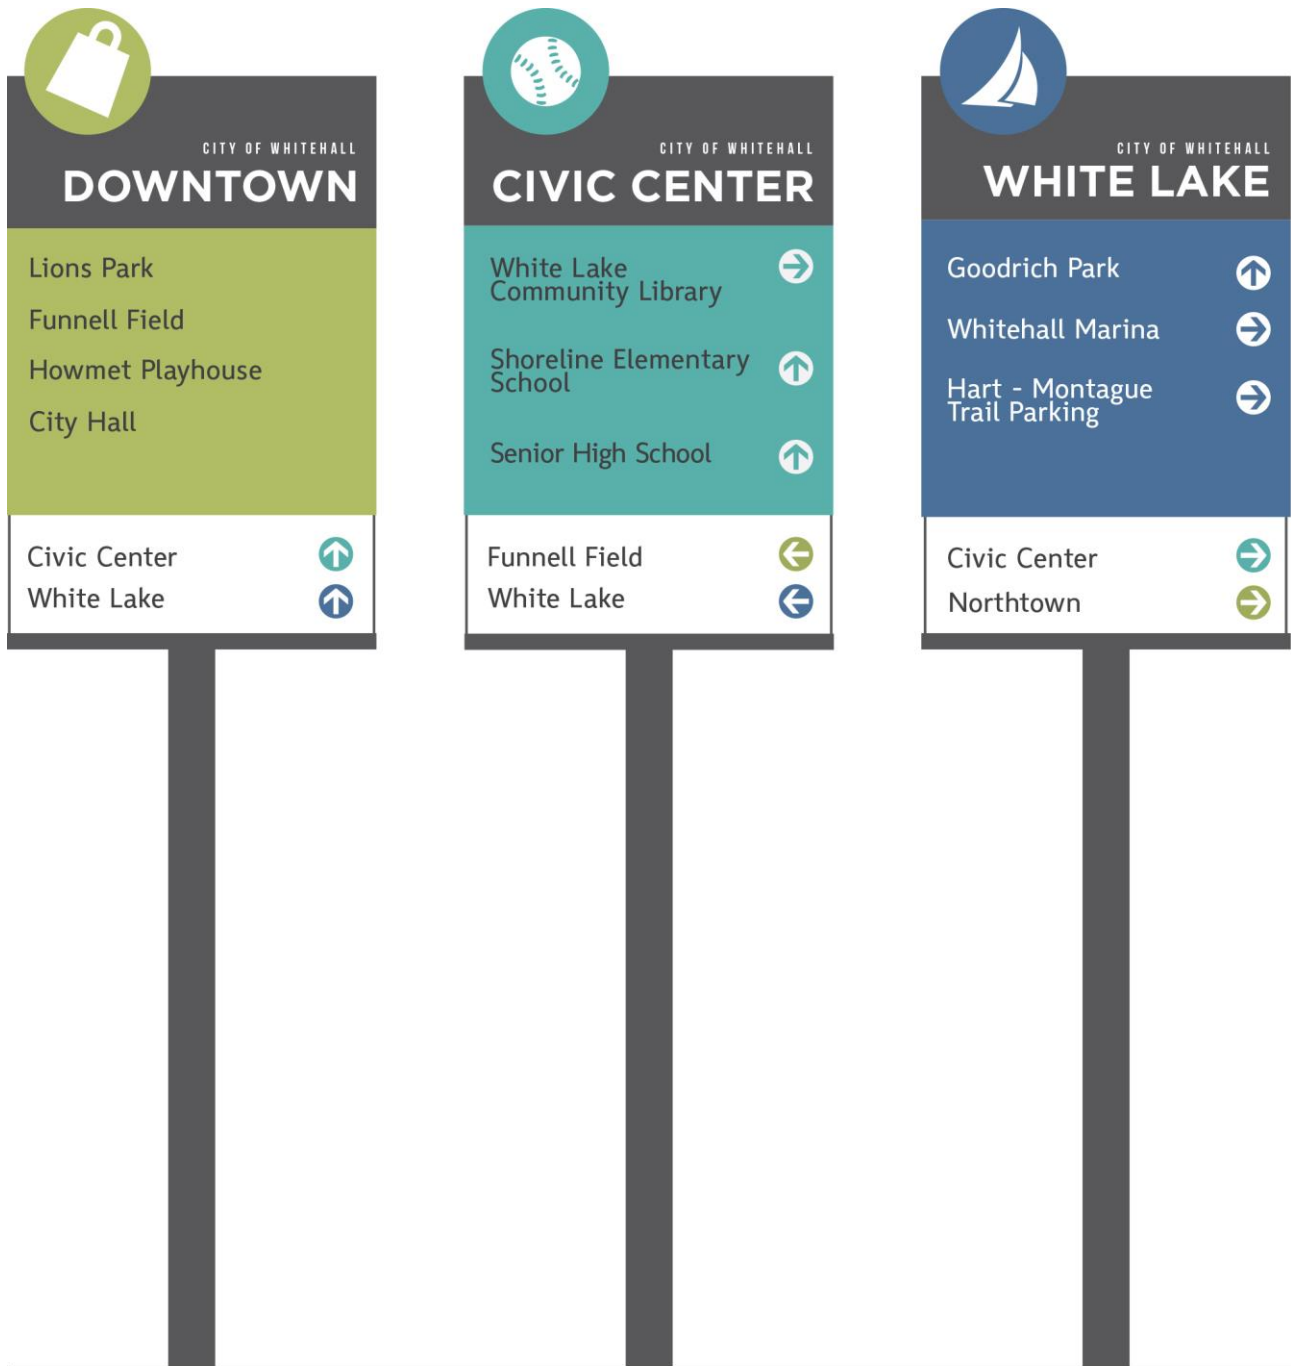 CITY OF WHITEHALL
DOWNTOWN
Lions Park
Funnell Field
Howmet Playhouse
City Hall
Civic Center
White Lake
CITY OF WHITEHALL
CIVIC CENTER
White Lake
Community Library
Shoreline Elementary
School
Senior High School
Funnell Field
White Lake
CITY OF WHITEHALL
WHITE LAKE
Goodrich Park
Whitehall Marina
Hart - Montague
Trail Parking
Civic Center
Northtown